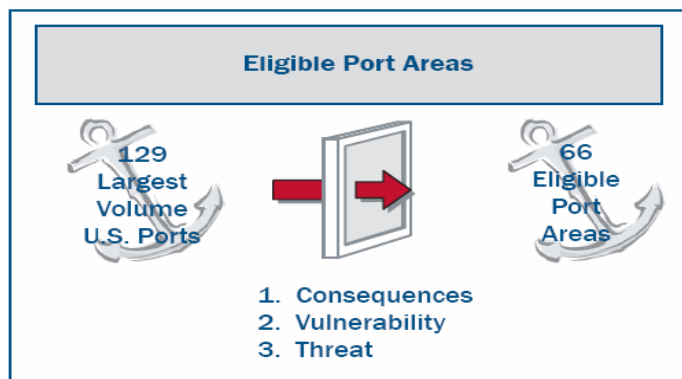 Eligible Port Areas
129
Largest
Volume
U.S. Ports
66
Eligible
Port
Areas
1. Consequences
2. Vulnerability
3. Threat